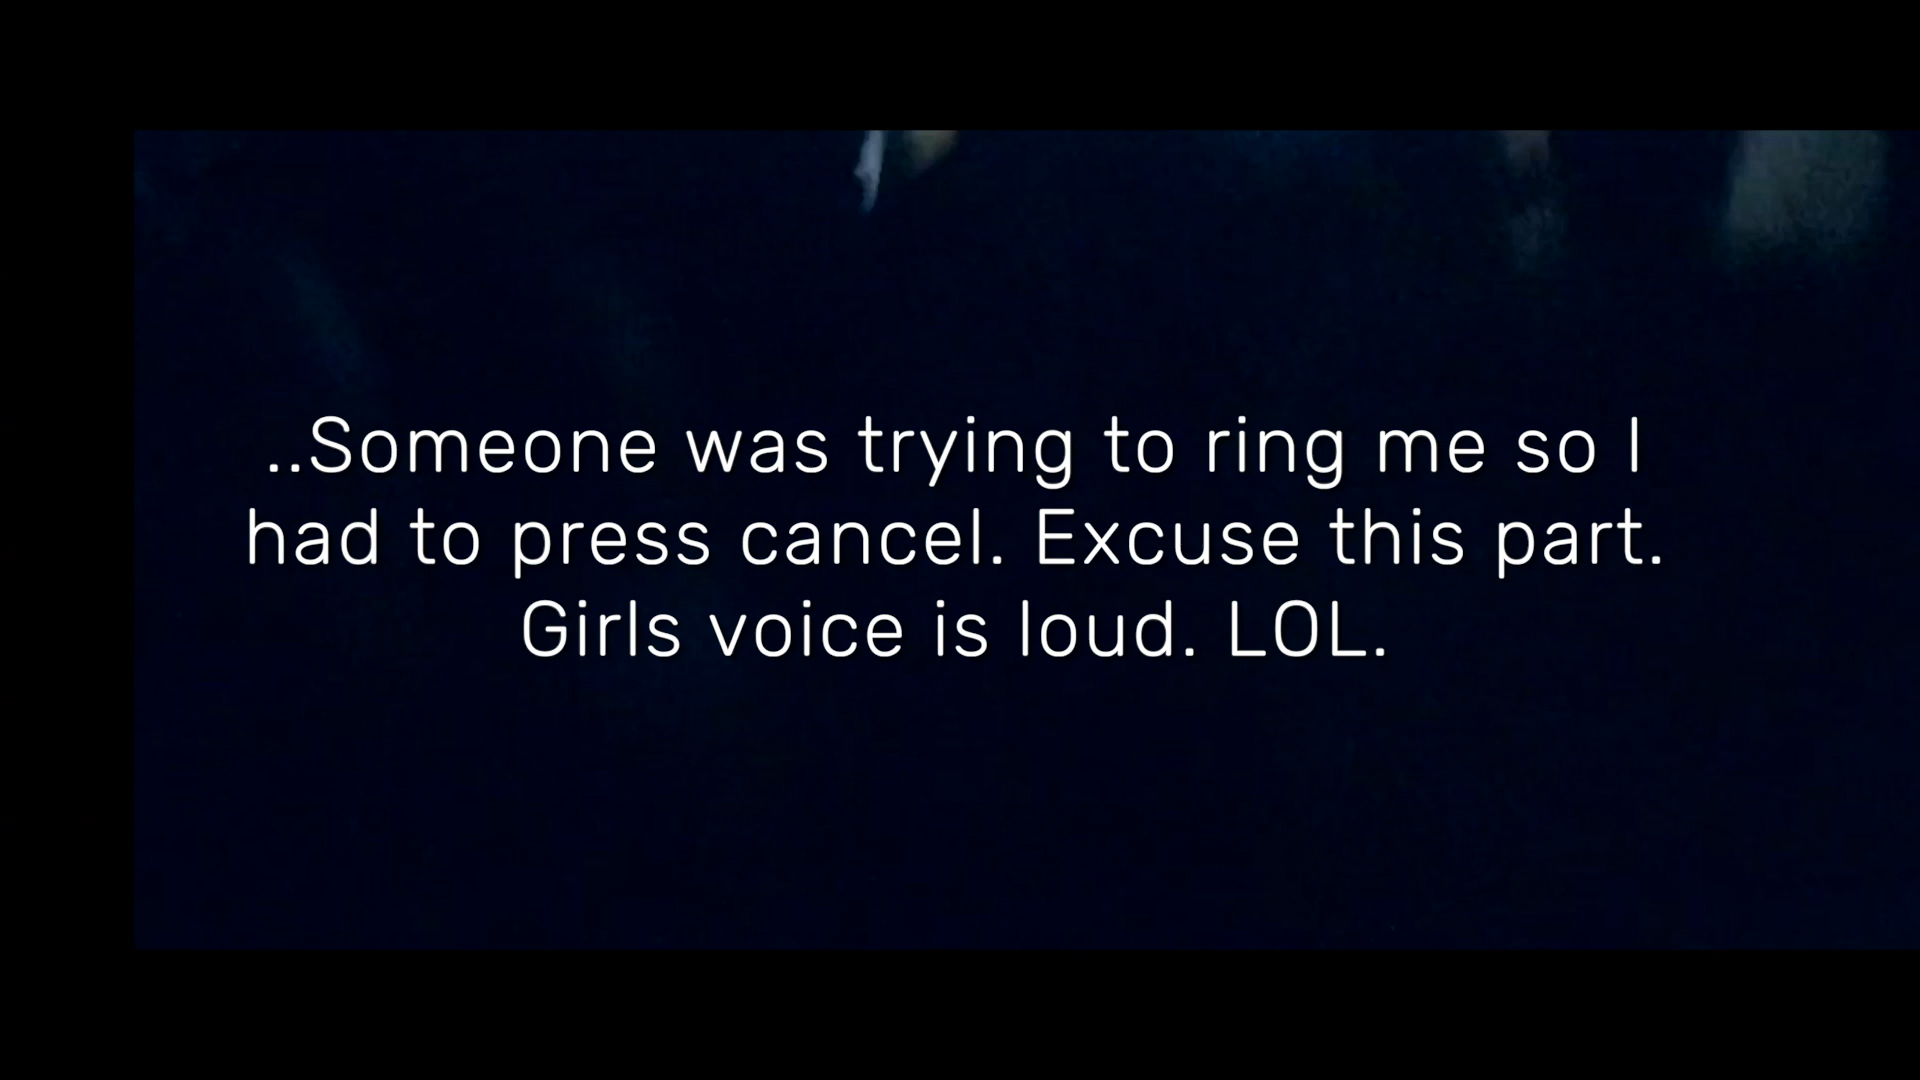 ..Someone was trying to ring me so I
had to press cancel. Excuse this part.
Girls voice is loud. LOL.